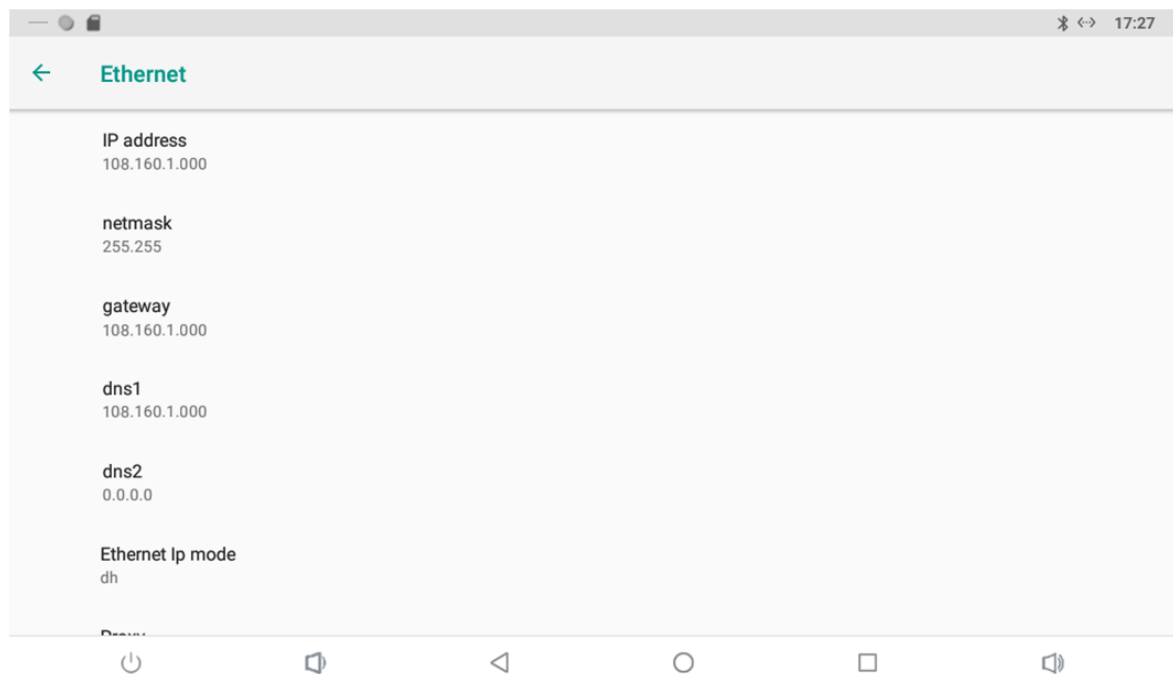 17:27
Ethernet
IP address
108.160.1.000
netmask
255.255
gateway
108.160.1.000
dns1
108.160.1.000
dns2
0.0.0.0
Ethernet Ip mode
dh
Proxy